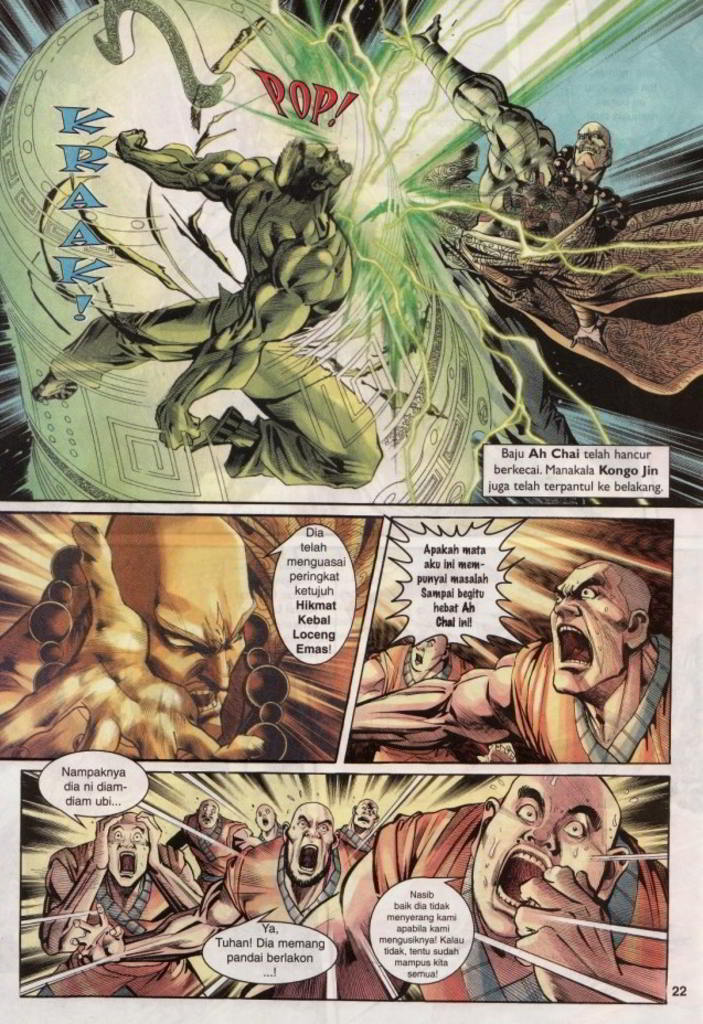 KRAAK!
POP!
Baju Ah Chai telah hancur
berkecai. Manakala Kongo Jin
juga telah terpantul ke belakang.
Dia
telah
menguasai
peringkat
ketujuh
Hikmat
Kebal
Loceng
Emas!
Apakah mata
aku ini mem-
punyai masalah
Sampai begitu
hebat Ah
Chai ini!!
Nampaknya
dia ni diam-
diam ubi...
Ya,
Tuhan! Dia memang
pandai berlakon
...!
Nasib
baik dia tidak
menyerang kami
apabila kami
mengusiknya! Kalau
tidak, tentu sudah
mampus kita
semua!
22